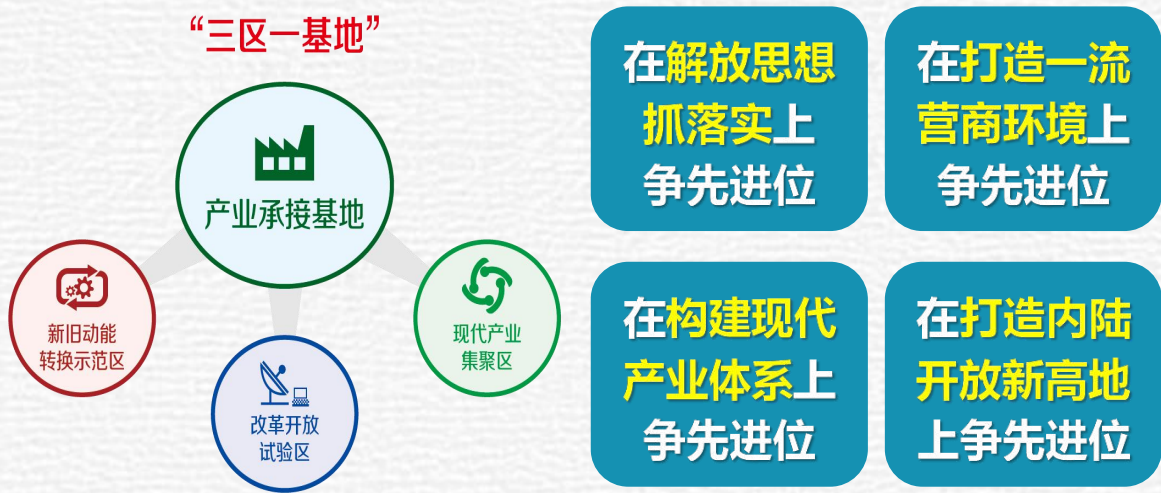 “三区一基地”
产业承接基地
新旧动能
转换示范区
改革开放
试验区
现代产业
集聚区
在解放思想
抓落实上
争先进位
在打造一流
营商环境上
争先进位
在构建现代
产业体系上
争先进位
在打造内陆
开放新高地
上争先进位